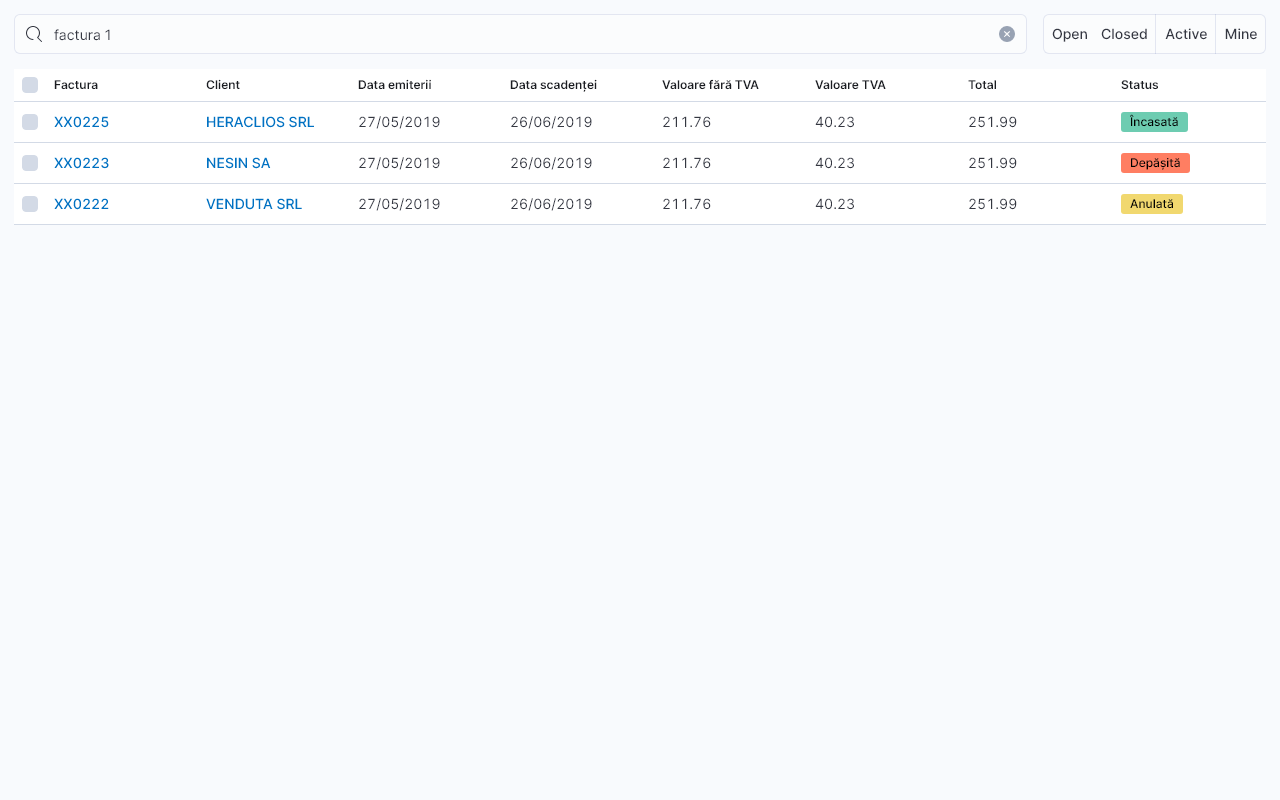 factura 1 Open Closed Active Mine
Factura Client Data emiterii Data scadenței Valoare fără TVA Valoare TVA Total Status
XX0225 HERACLIOS SRL 27/05/2019 26/06/2019 211.76 40.23 251.99 Încasată
XX0223 NESIN SA 27/05/2019 26/06/2019 211.76 40.23 251.99 Depășită
XX0222 VENDUTA SRL 27/05/2019 26/06/2019 211.76 40.23 251.99 Anulată